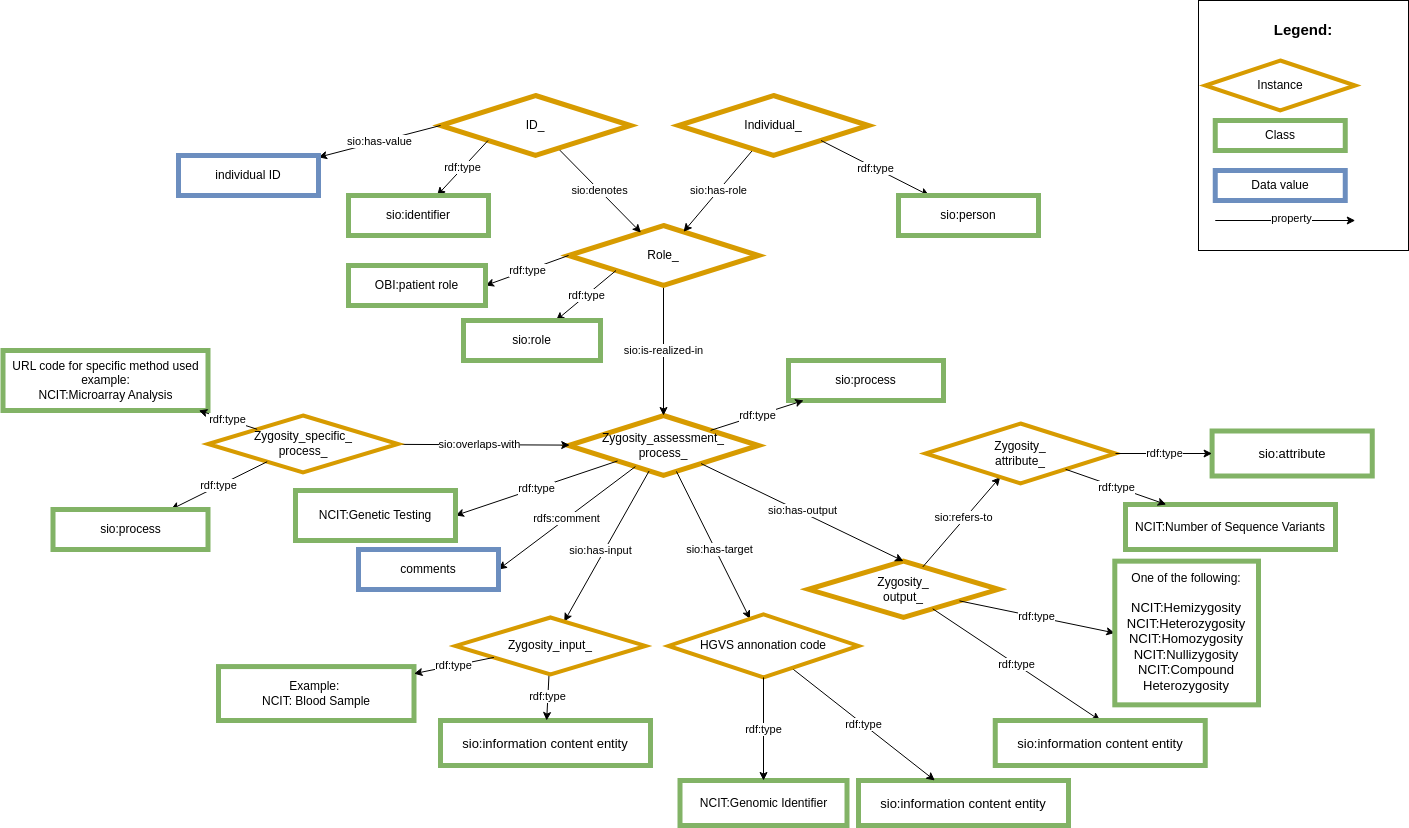 Legend:
Instance
Class
Data value
property
ID_
Individual_
sio:has-value
rdf:type
rdf:type
individual ID
sio:denotes
sio:has-role
sio:identifier
sio:person
Role_
rdf:type
OBI:patient role
rdf:type
sio:role
sio:is-realized-in
URL code for specific method used
example:
NCIT:Microarray Analysis
sio:process
rdf:type
rdf:type
Zygosity_specific_
process_
sio:overlaps-with
Zygosity_assessment_
process_
Zygosity_
attribute_
rdf:type
sio:attribute
rdf:type
rdf:type
rdf:type
sio:process
NCIT:Genetic Testing
rdfs:comment
sio:has-output
sio:refers-to
NCIT:Number of Sequence Variants
sio:has-input
sio:has-target
comments
Zygosity_
output_
One of the following:
NCIT:Hemizygosity
NCIT:Heterozygosity
NCIT:Homozygosity
NCIT:Nullizygosity
NCIT:Compound
Heterozygosity
rdf:type
Zygosity_input_
HGVS annonation code
rdf:type
rdf:type
Example:
NCIT: Blood Sample
rdf:type
rdf:type
rdf:type
sio:information content entity
sio:information content entity
NCIT:Genomic Identifier
sio:information content entity